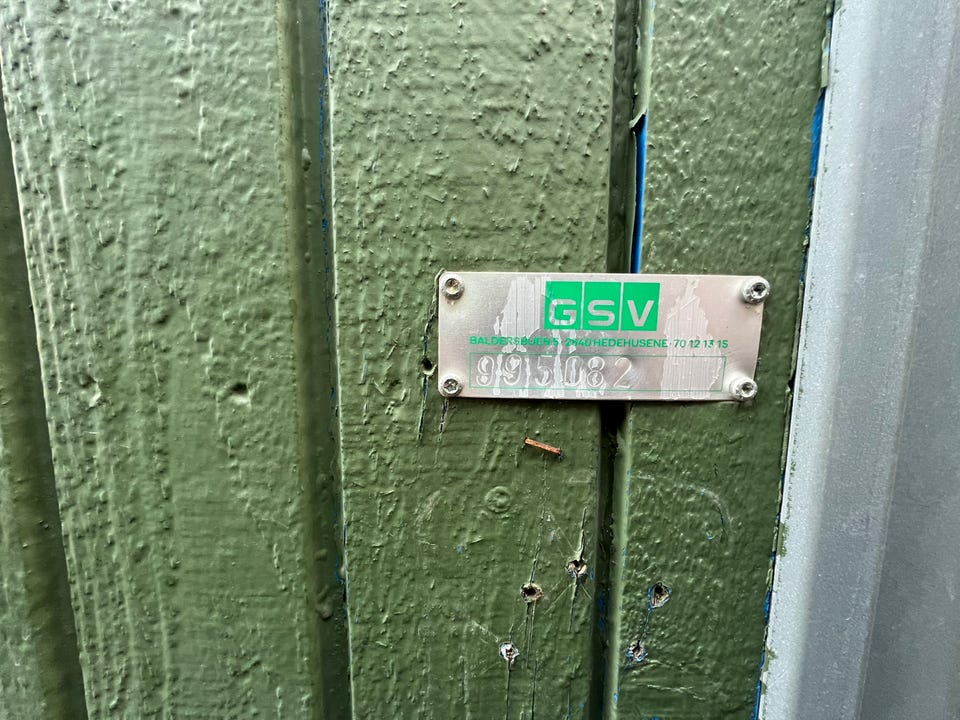 GSV
BALDERSBUEN 5 · 2640 HEDEHUSENE · 70 12 13 15
995082